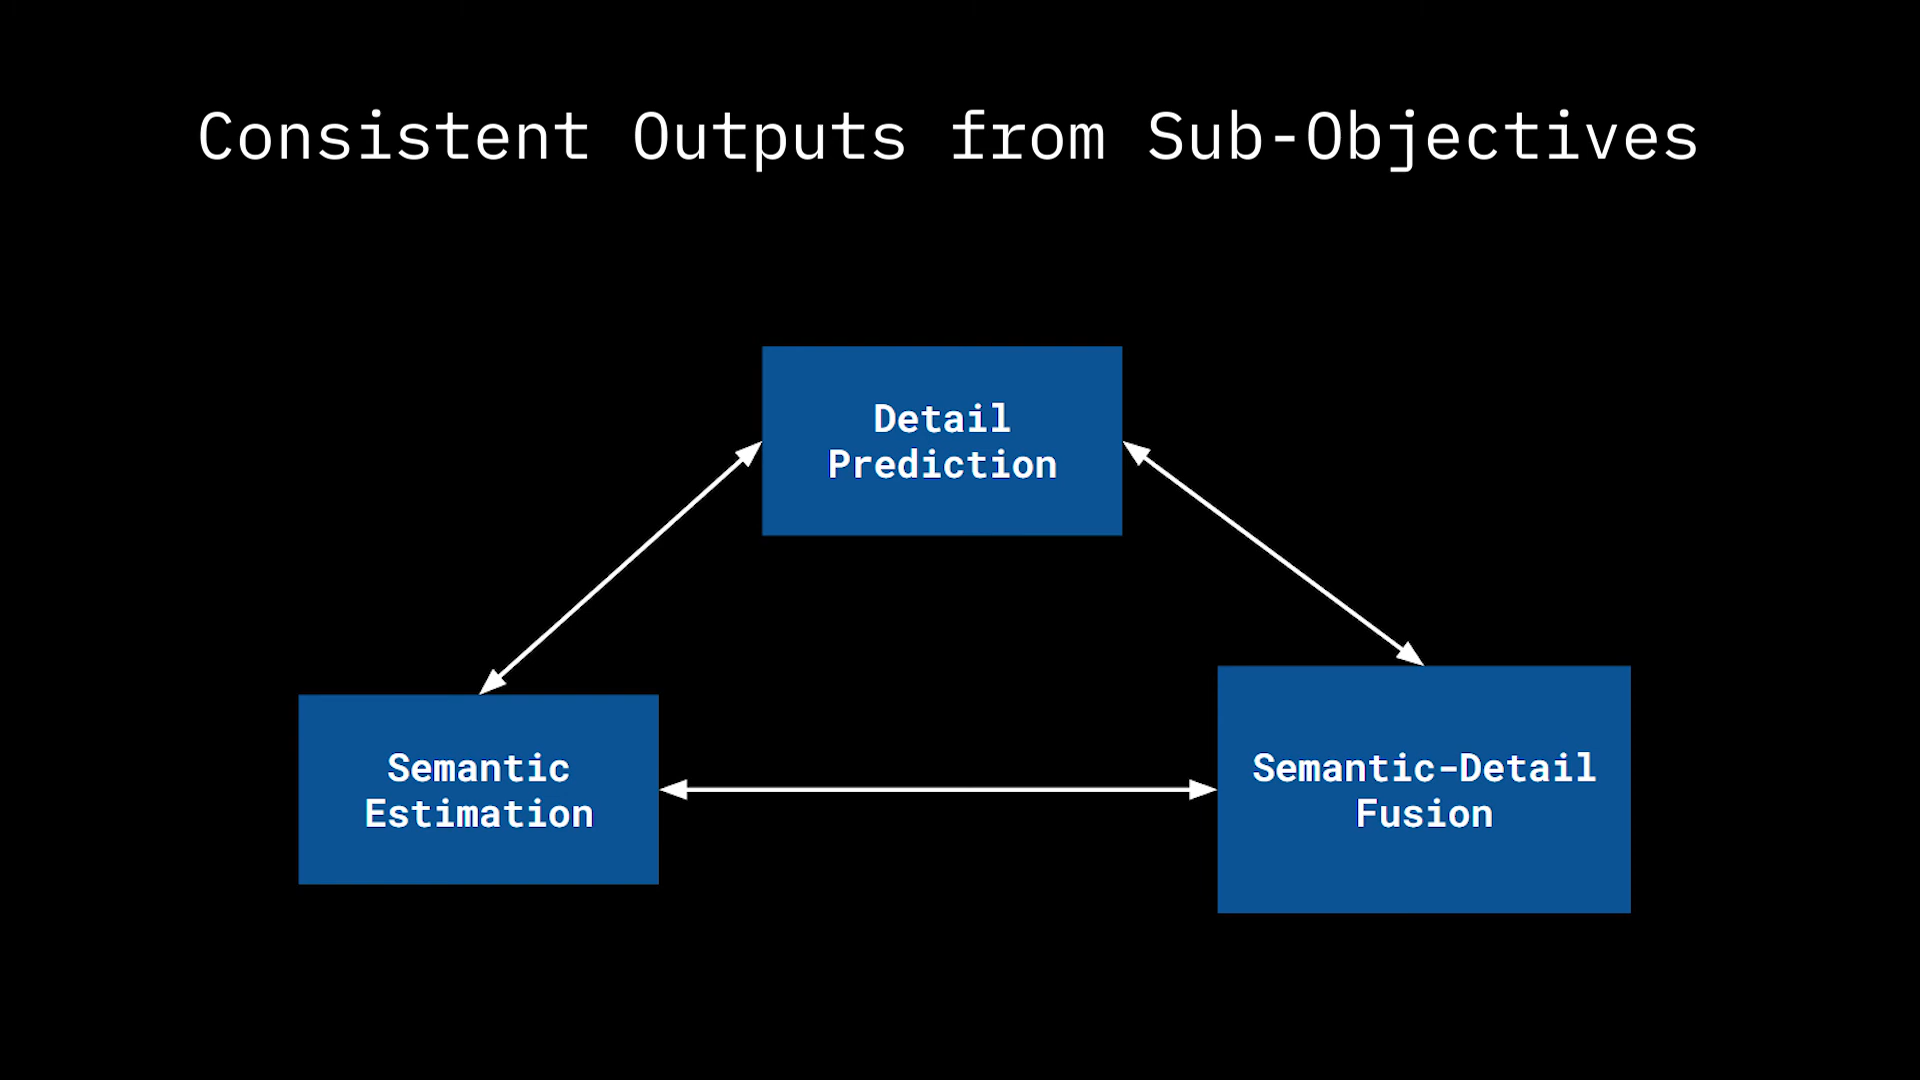 Consistent Outputs from Sub-Objectives
Detail
Prediction
Semantic
Estimation
Semantic-Detail
Fusion